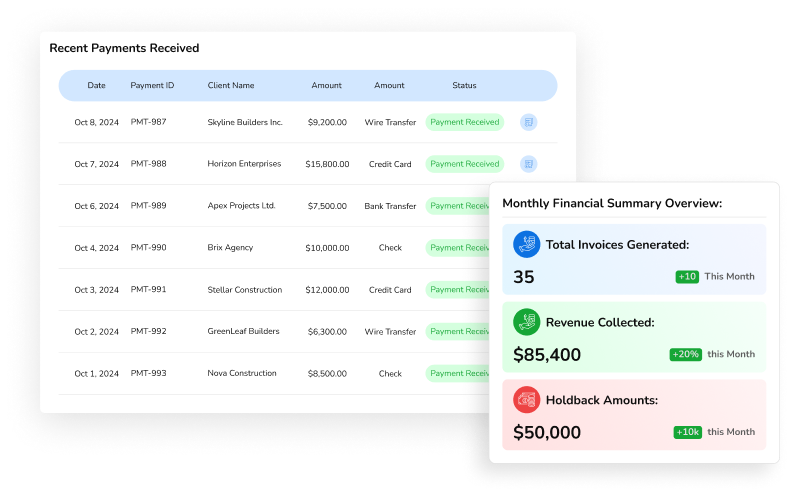 Recent Payments Received
Date Payment ID Client Name Amount Amount Status
Oct 8, 2024 PMT-987 Skyline Builders Inc. $9,200.00 Wire Transfer Payment Received
Oct 7, 2024 PMT-988 Horizon Enterprises $15,800.00 Credit Card Payment Received
Oct 6, 2024 PMT-989 Apex Projects Ltd. $7,500.00 Bank Transfer Payment
Oct 4, 2024 PMT-990 Brix Agency $10,000.00 Check Payment
Oct 3, 2024 PMT-991 Stellar Construction $12,000.00 Credit Card Payment
Oct 2, 2024 PMT-992 GreenLeaf Builders $6,300.00 Wire Transfer Payment
Oct 1, 2024 PMT-993 Nova Construction $8,500.00 Check Payment
Monthly Financial Summary Overview:
Total Invoices Generated:
35 +10 This Month
Revenue Collected:
$85,400 +20% this Month
Holdback Amounts:
$50,000 +10k this Month